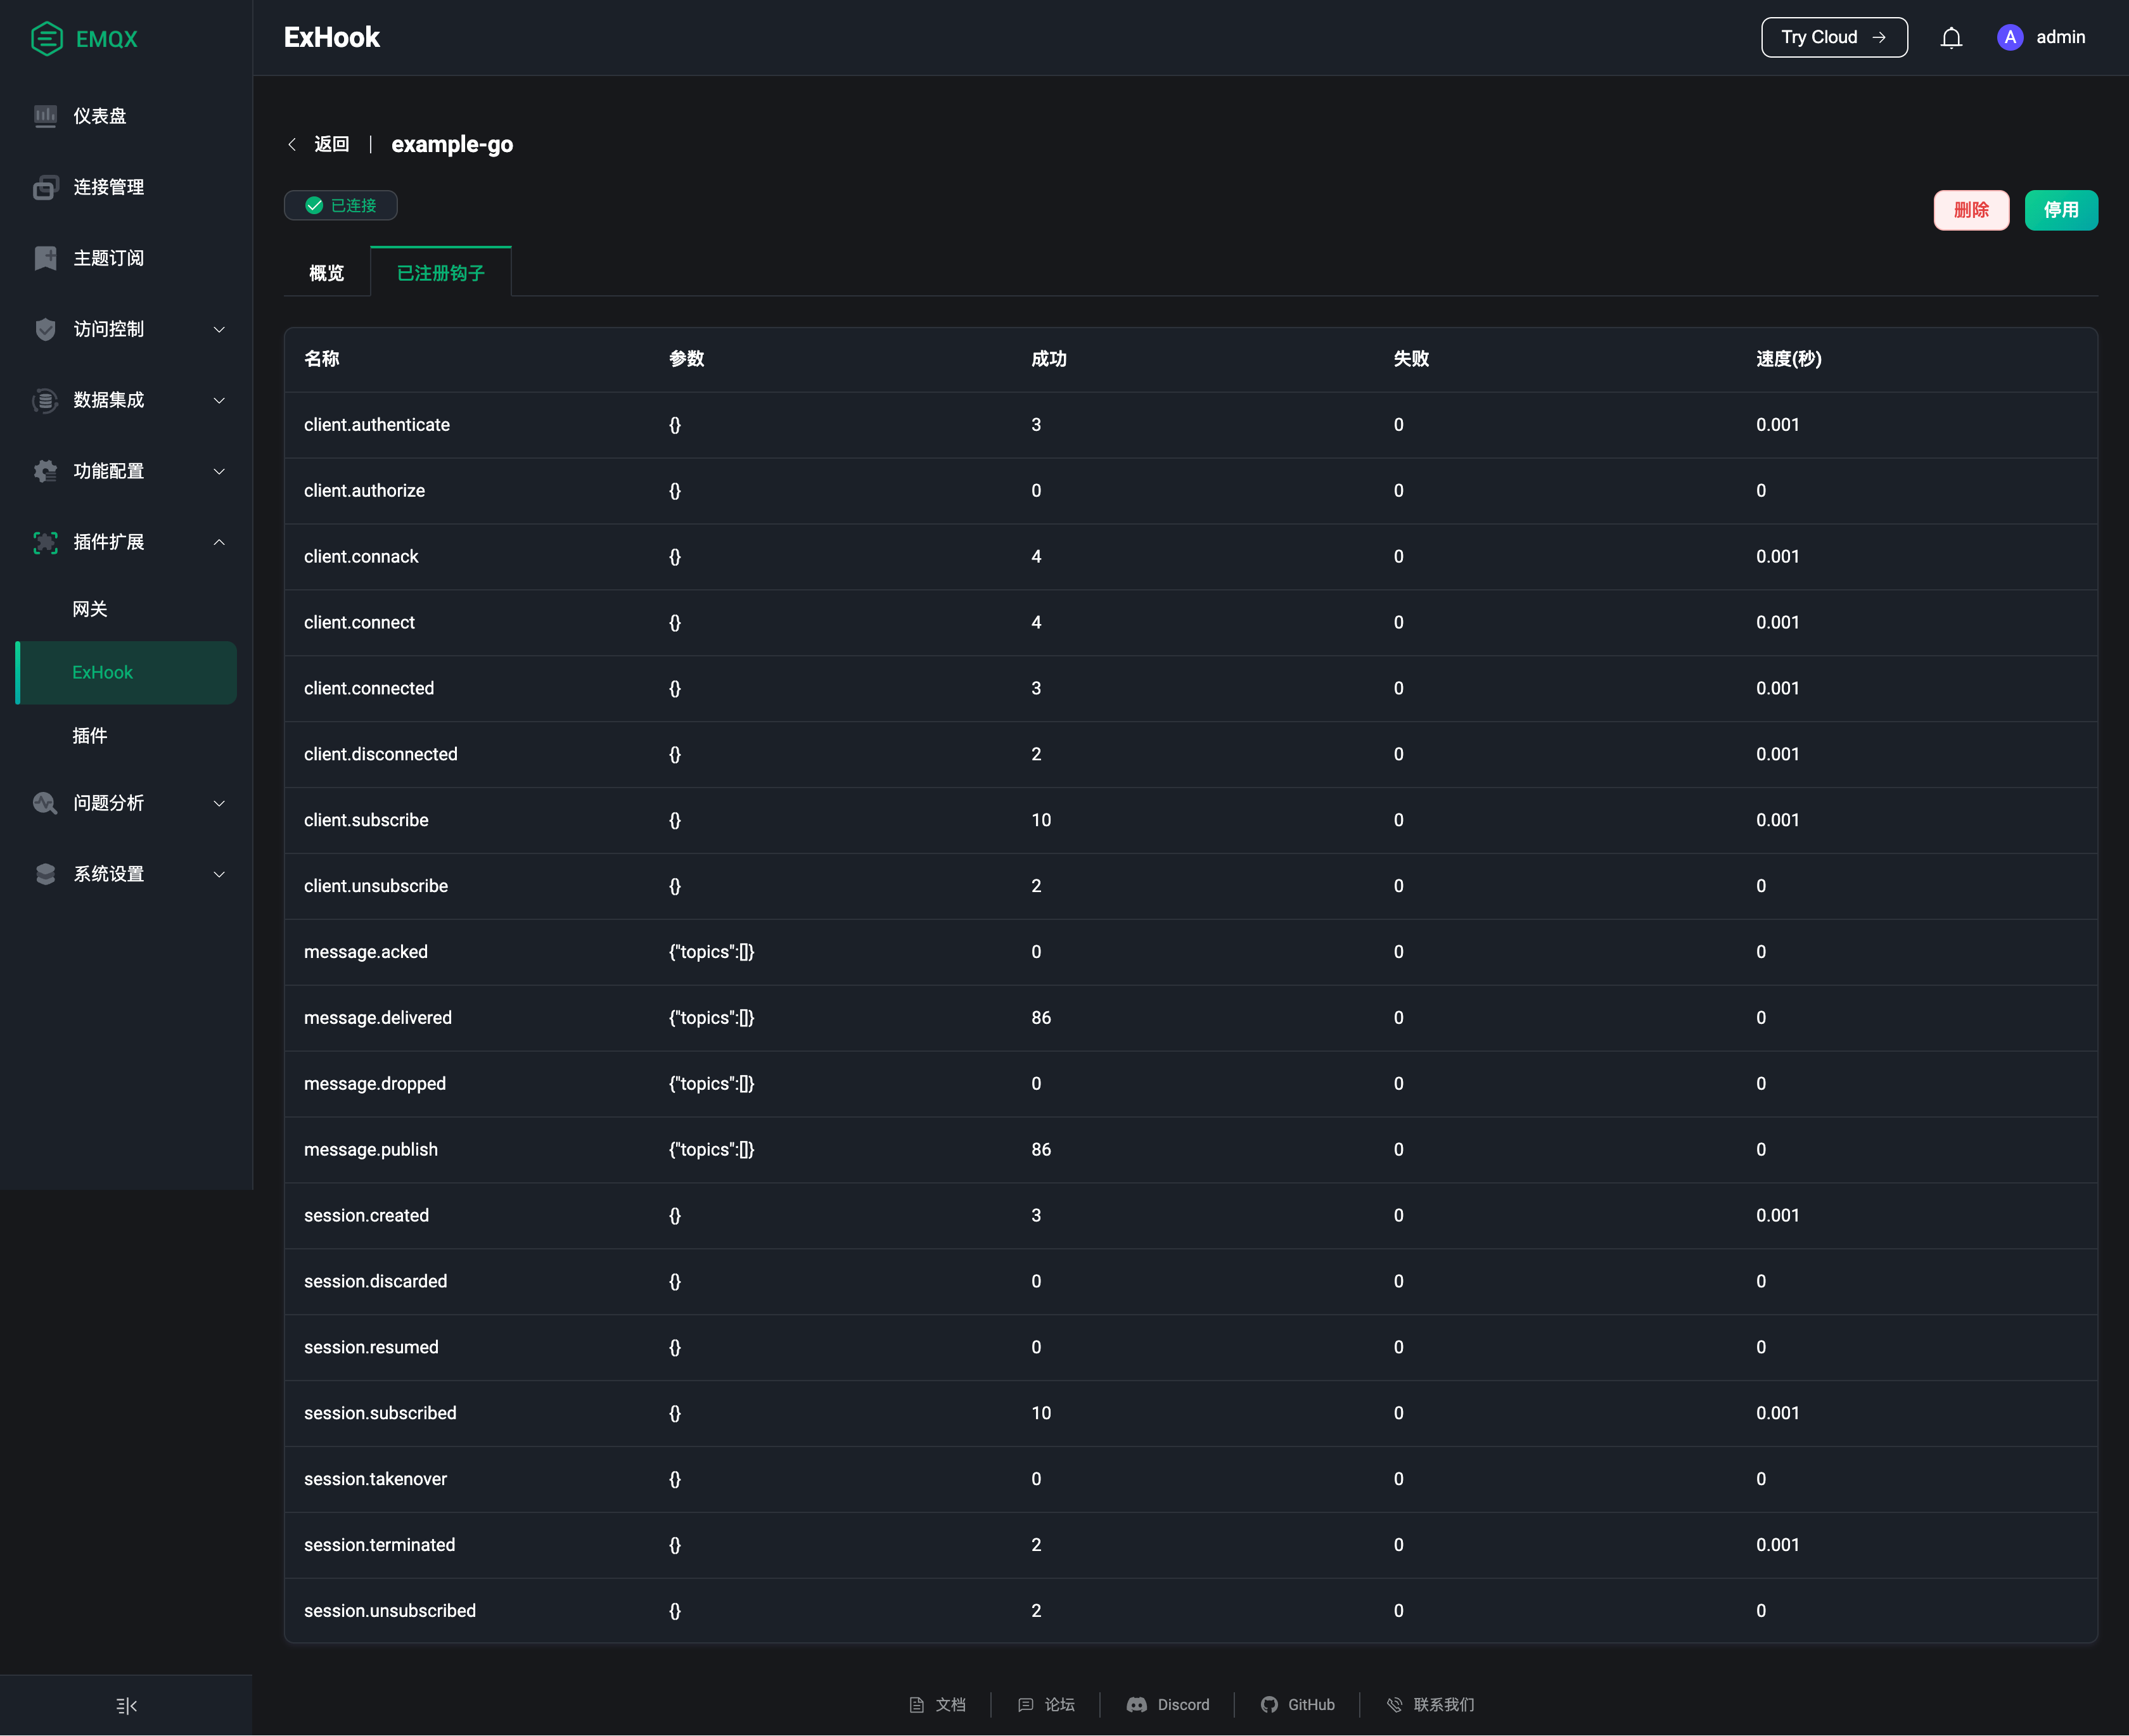 EMQX
仪表盘
连接管理
主题订阅
访问控制
数据集成
功能配置
插件扩展
网关
ExHook
插件
问题分析
系统设置
ExHook
Try Cloud →
A admin
返回 | example-go
已连接
删除 停用
概览 已注册钩子
名称 参数 成功 失败 速度(秒)
client.authenticate {} 3 0 0.001
client.authorize {} 0 0 0
client.connack {} 4 0 0.001
client.connect {} 4 0 0.001
client.connected {} 3 0 0.001
client.disconnected {} 2 0 0.001
client.subscribe {} 10 0 0.001
client.unsubscribe {} 2 0 0
message.acked {"topics":[]} 0 0 0
message.delivered {"topics":[]} 86 0 0
message.dropped {"topics":[]} 0 0 0
message.publish {"topics":[]} 86 0 0
session.created {} 3 0 0.001
session.discarded {} 0 0 0
session.resumed {} 0 0 0
session.subscribed {} 10 0 0.001
session.takenover {} 0 0 0
session.terminated {} 2 0 0.001
session.unsubscribed {} 2 0 0
文档 论坛 Discord GitHub 联系我们